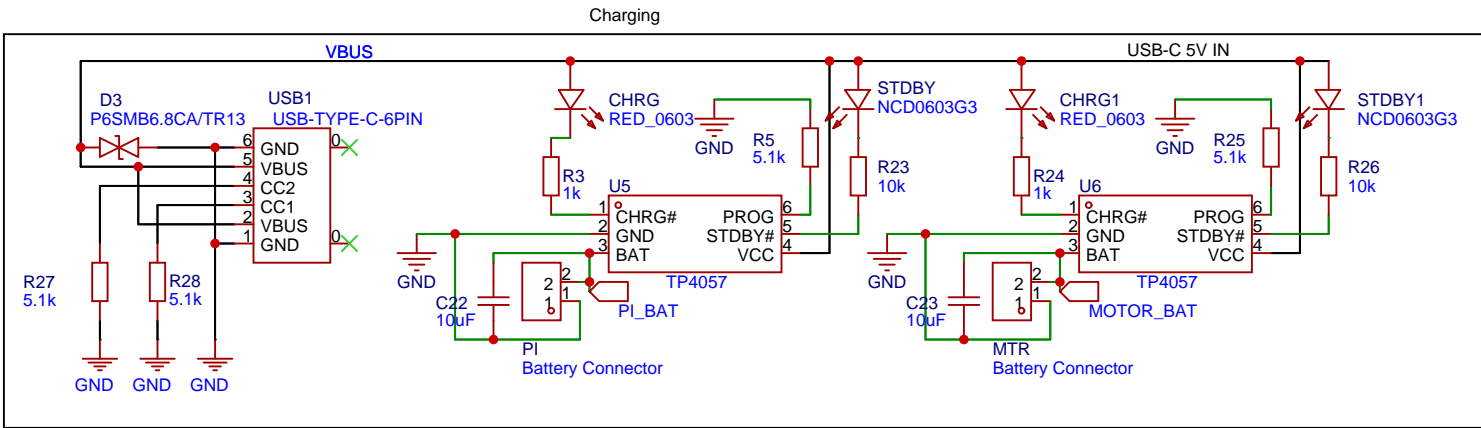 Charging
VBUS
USB-C 5V IN
D3
P6SMB6.8CA/TR13
USB1
USB-TYPE-C-6PIN
6 GND
5 VBUS
4 CC2
3 CC1
2 VBUS
1 GND
0
0
R27
5.1k
R28
5.1k
GND
GND
GND
CHRG
RED_0603
R3
1k
GND
R5
5.1k
STDBY
NCD0603G3
R23
10k
U5
1 CHRG# PROG 6
2 GND STDBY# 5
3 BAT VCC 4
TP4057
GND
C22
10uF
2 2
1 1
PI_BAT
PI
Battery Connector
CHRG1
RED_0603
R24
1k
GND
R25
5.1k
STDBY1
NCD0603G3
R26
10k
U6
1 CHRG# PROG 6
2 GND STDBY# 5
3 BAT VCC 4
TP4057
GND
C23
10uF
2 2
1 1
MOTOR_BAT
MTR
Battery Connector